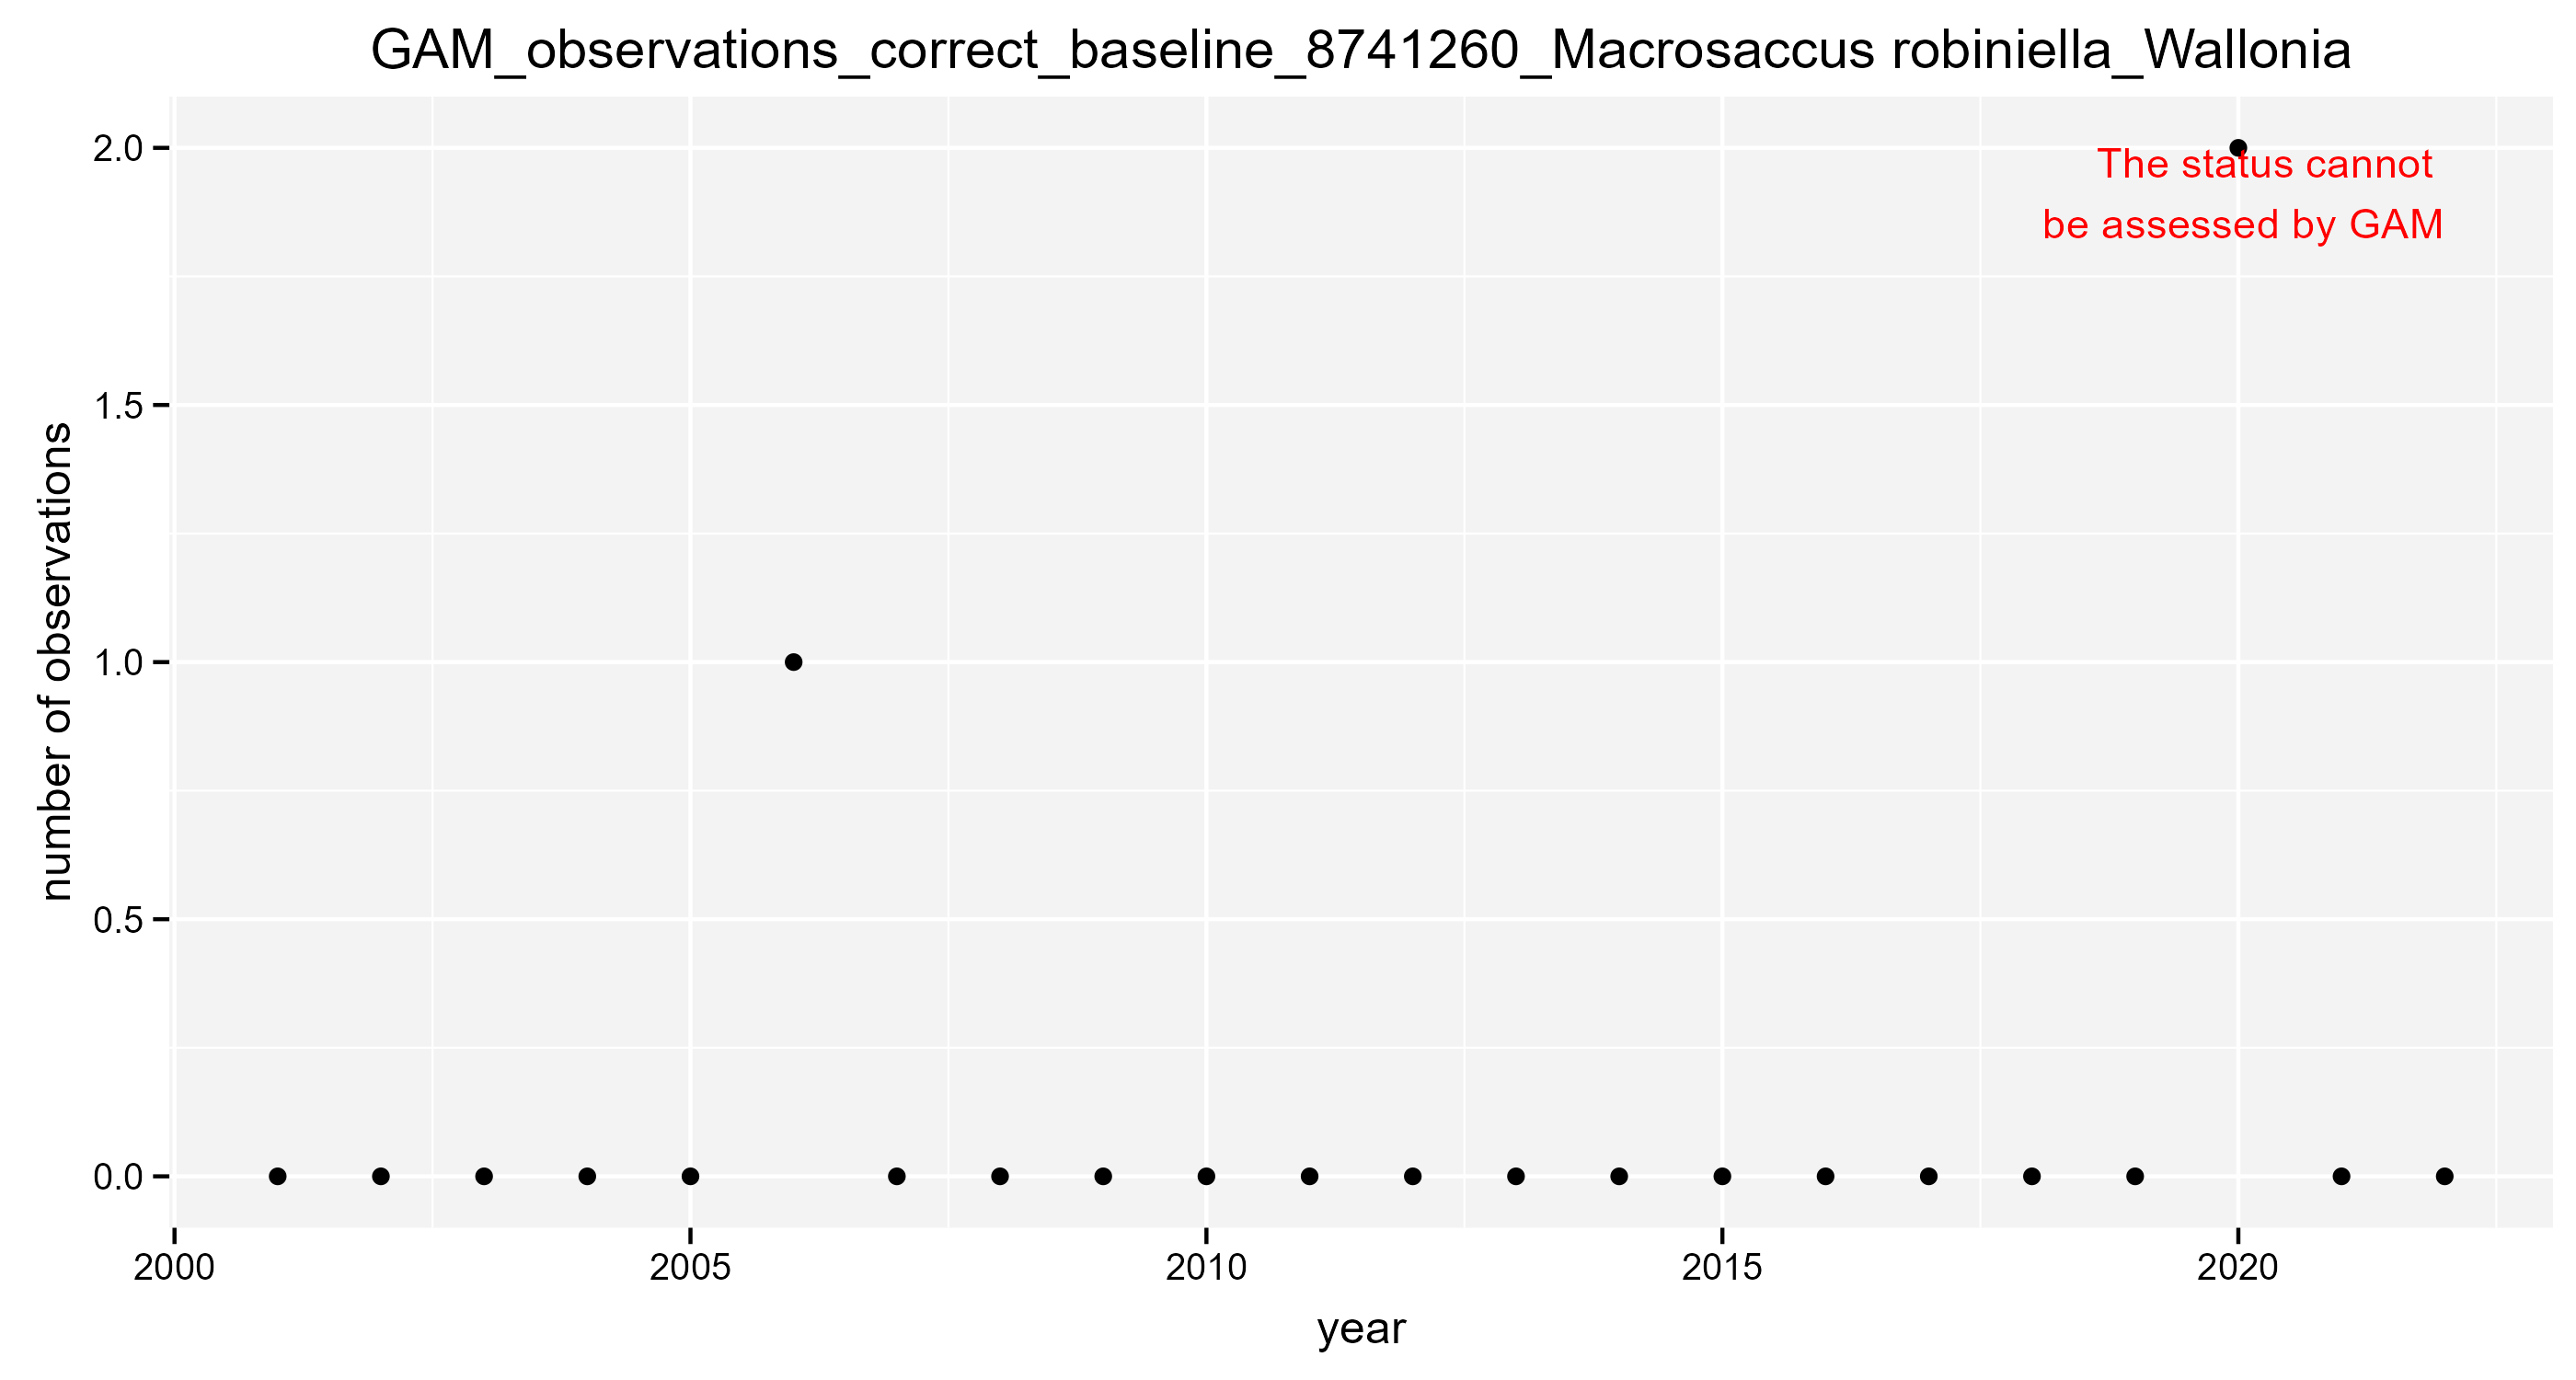 GAM_observations_correct_baseline_8741260_Macrosaccus robiniella_Wallonia
2.0
The status cannot
be assessed by GAM
1.5
number of observations
1.0
0.5
0.0
2000 2005 2010 2015 2020
year